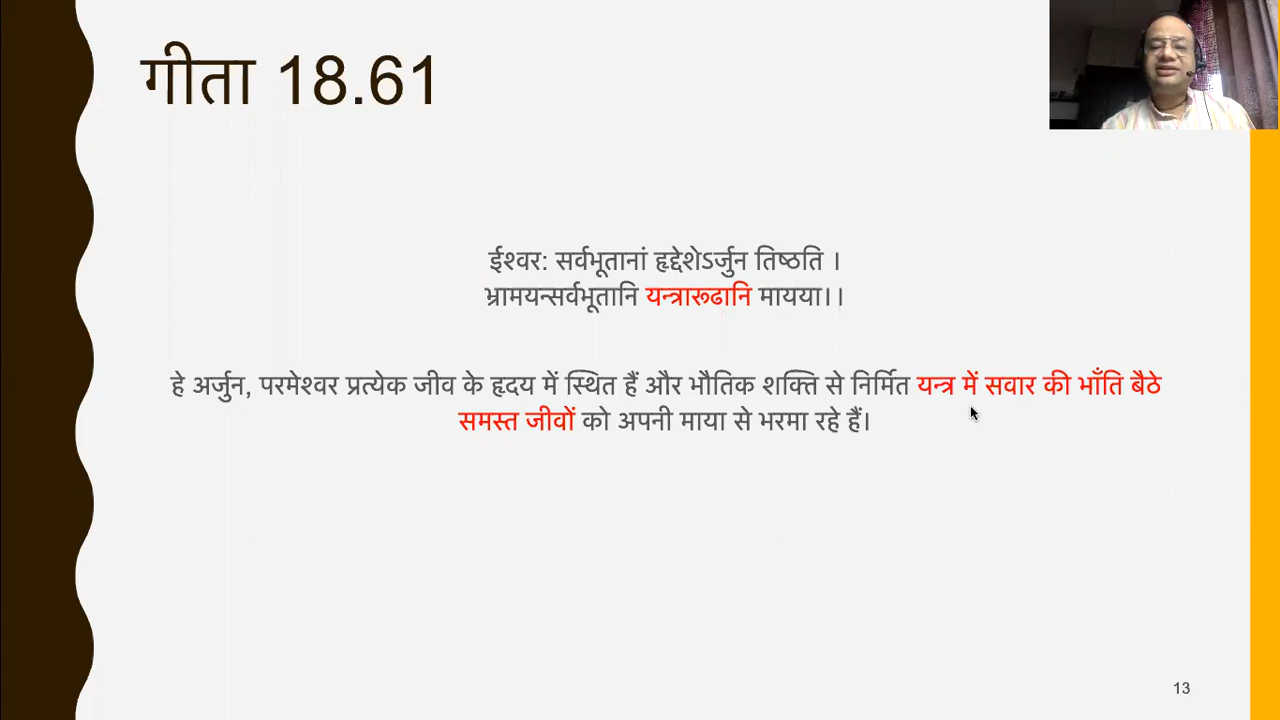 गीता 18.61
ईश्वर: सर्वभूतानां हृद्देशेऽर्जुन तिष्ठति ।
भ्रामयन्सर्वभूतानि यन्त्रारूढानि मायया।।
हे अर्जुन, परमेश्वर प्रत्येक जीव के हृदय में स्थित हैं और भौतिक शक्ति से निर्मित यन्त्र में सवार की भाँति बैठे
समस्त जीवों को अपनी माया से भरमा रहे हैं।
13